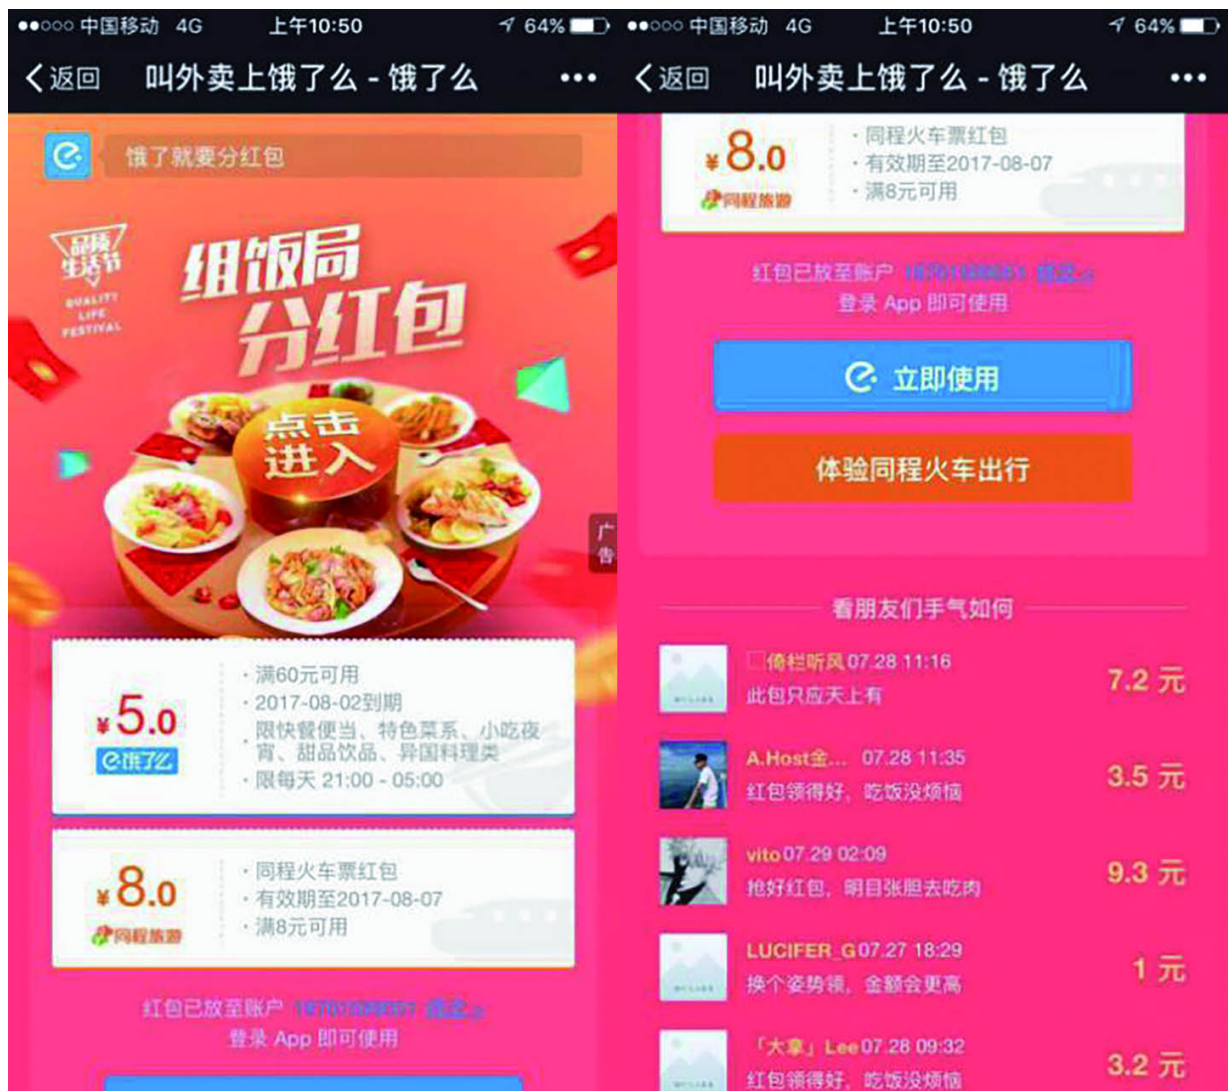 中国移动 4G 上午10:50 64%
返回 叫外卖上饿了么 - 饿了么
饿了就要分红包
品质
生活节
QUALITY
LIFE
FESTIVAL
组饭局
分红包
点击
进入
广告
¥5.0
饿了么
· 满60元可用
· 2017-08-02到期
· 限快餐便当、特色菜系、小吃夜
宵、甜品饮品、异国料理类
· 限每天 21:00 - 05:00
¥8.0
同程旅游
· 同程火车票红包
· 有效期至2017-08-07
· 满8元可用
红包已放至账户
登录 App 即可使用
中国移动 4G 上午10:50 64%
返回 叫外卖上饿了么 - 饿了么
¥8.0
同程旅游
· 同程火车票红包
· 有效期至2017-08-07
· 满8元可用
红包已放至账户
登录 App 即可使用
立即使用
体验同程火车出行
看朋友们手气如何
倚栏听风 07.28 11:16
此包只应天上有
7.2 元
A.Host金... 07.28 11:35
红包领得好，吃饭没烦恼
3.5 元
vito 07.29 02:09
抢好红包，明目张胆去吃肉
9.3 元
LUCIFER_G 07.27 18:29
换个姿势领，金额会更高
1 元
「大拿」Lee 07.28 09:32
红包领得好，吃饭没烦恼
3.2 元